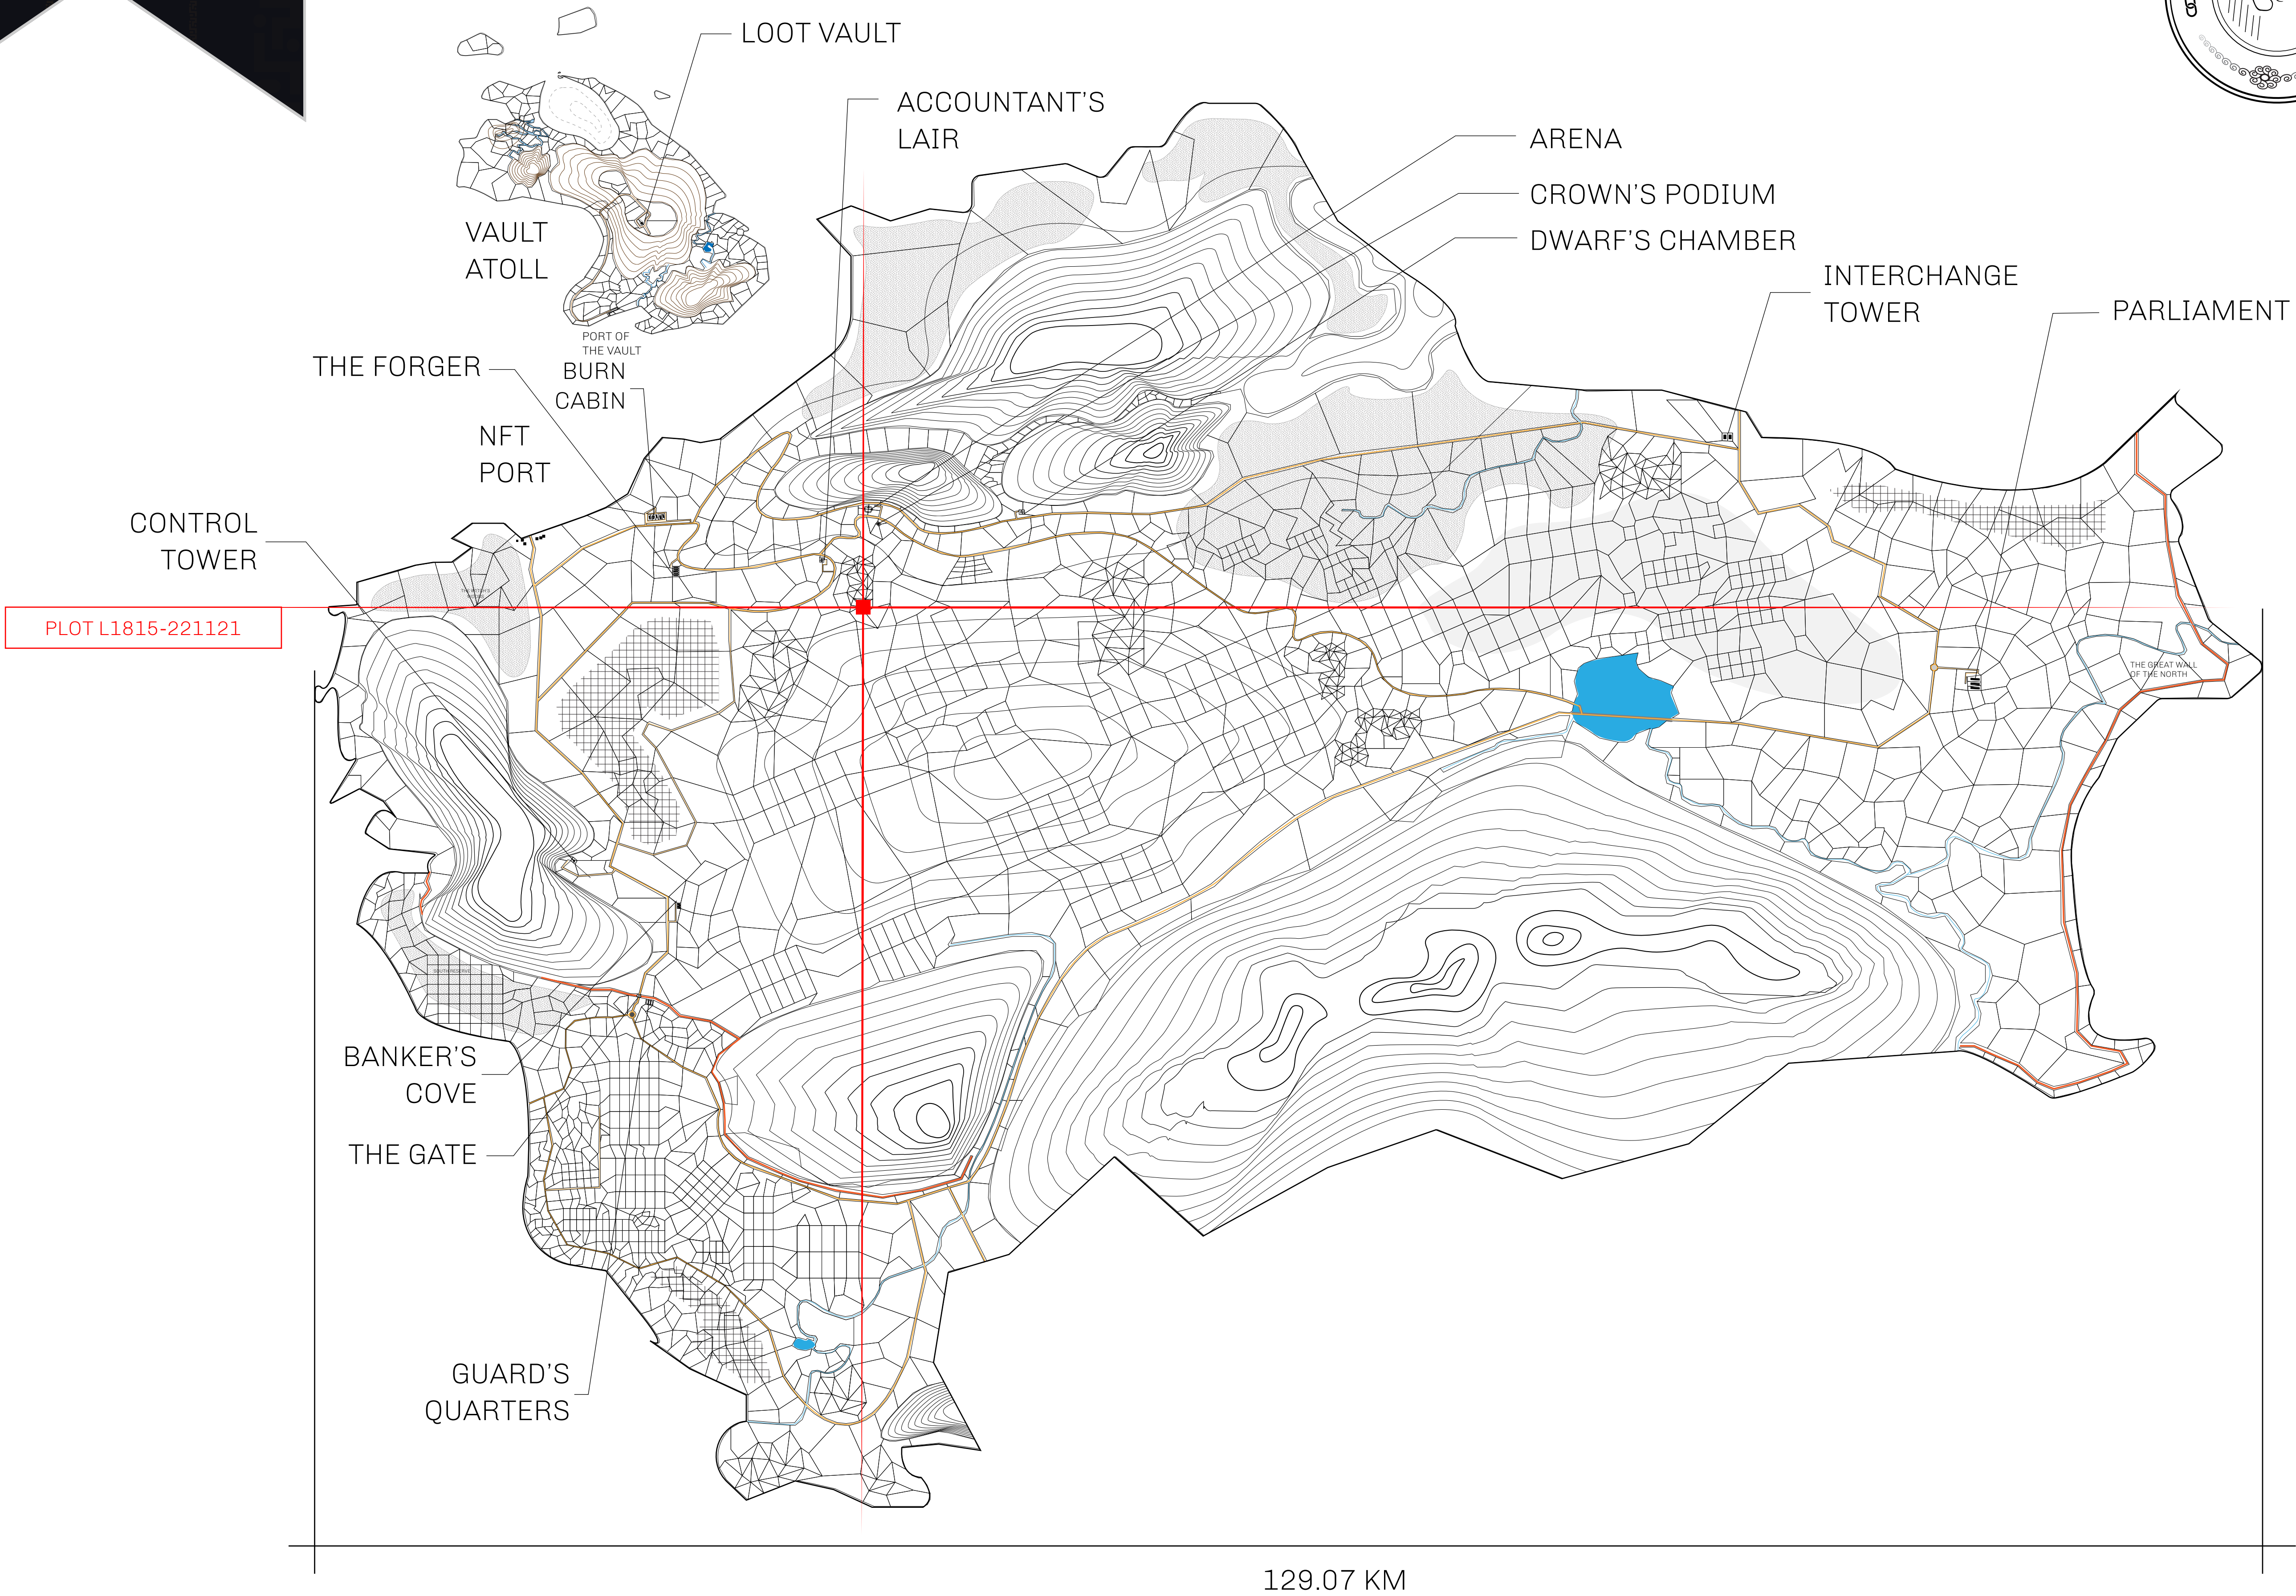 LOOT VAULT
ACCOUNTANT'S
LAIR
ARENA
CROWN'S PODIUM
DWARF'S CHAMBER
VAULT
ATOLL
INTERCHANGE
TOWER
PARLIAMENT
PORT OF
THE VAULT
THE FORGER
BURN
CABIN
NFT
PORT
CONTROL
TOWER
PLOT L1815-221121
THE GREAT WALL
OF THE NORTH
SOUTH RESERVE
BANKER'S
COVE
THE GATE
GUARD'S
QUARTERS
129.07 KM